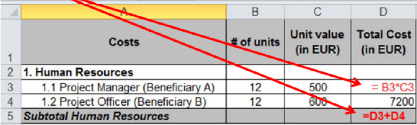 A B C D
1 Costs # of units Unit value (in EUR) Total Cost (in EUR)
2 1. Human Resources
3 1.1 Project Manager (Beneficiary A) 12 500 = B3*C3
4 1.2 Project Officer (Beneficiary B) 12 600 7200
5 Subtotal Human Resources =D3+D4